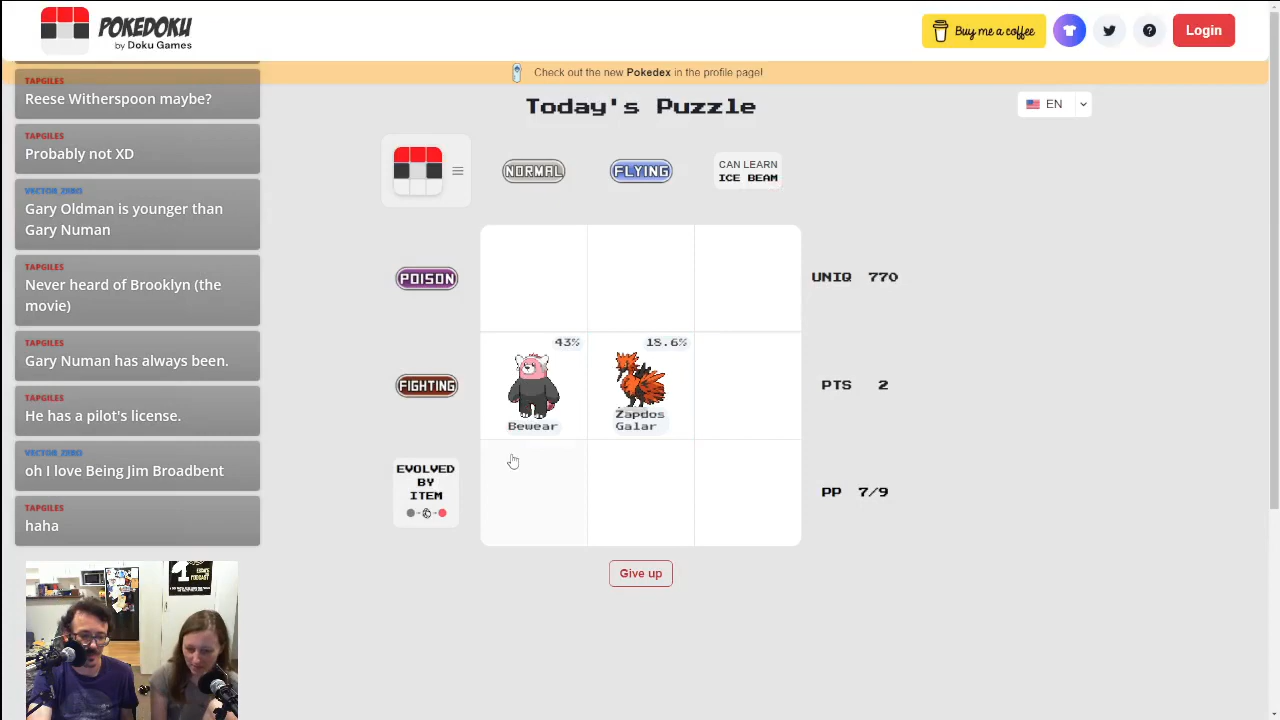 POKEDOKU
by Doku Games
Buy me a coffee
Login
Check out the new Pokedex in the profile page!
TAPGILES
Reese Witherspoon maybe?
TAPGILES
Probably not XD
VECTOR ZERO
Gary Oldman is younger than
Gary Numan
TAPGILES
Never heard of Brooklyn (the
movie)
TAPGILES
Gary Numan has always been.
TAPGILES
He has a pilot's license.
VECTOR ZERO
oh I love Being Jim Broadbent
TAPGILES
haha
Today's Puzzle
EN
NORMAL
FLYING
CAN LEARN
ICE BEAM
POISON
UNIQ 770
43%
18.6%
FIGHTING
Bewear
Zapdos
Galar
PTS 2
EVOLVED
BY
ITEM
PP 7/9
Give up